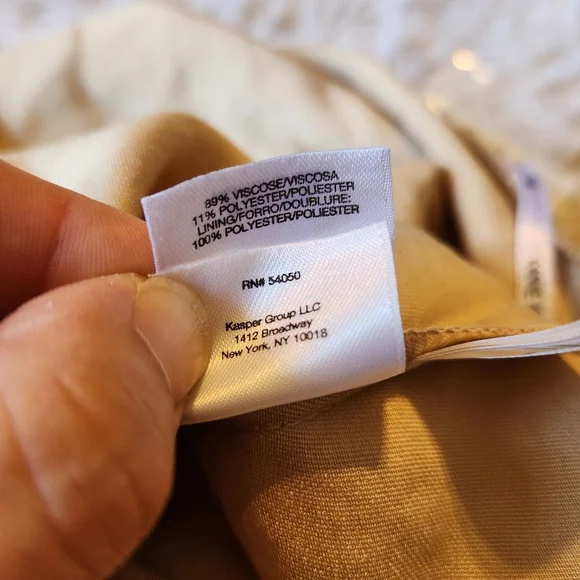 89% VISCOSE/VISCOSA
11% POLYESTER/POLIESTER
LINING/FORRO/DOUBLURE:
100% POLYESTER/POLIESTER
RN# 54050
Kasper Group LLC
1412 Broadway
New York, NY 10018